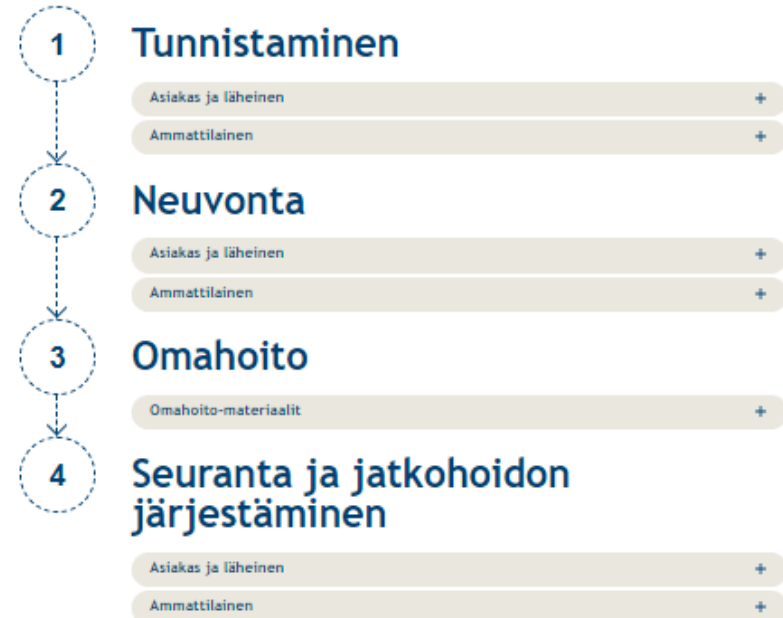 1
Tunnistaminen
Asiakas ja läheinen +
Ammattilainen +
2
Neuvonta
Asiakas ja läheinen +
Ammattilainen +
3
Omahoito
Omahoito-materiaalit +
4
Seuranta ja jatkohoidon
järjestäminen
Asiakas ja läheinen +
Ammattilainen +